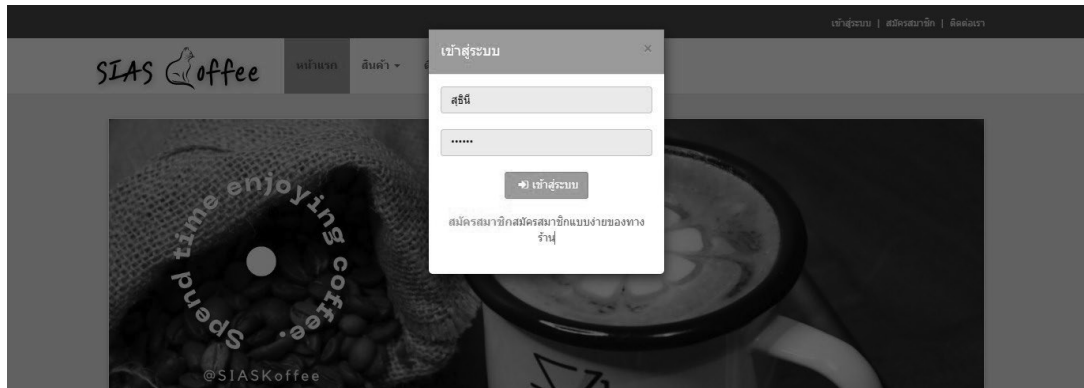 เข้าสู่ระบบ | สมัครสมาชิก | ติดต่อเรา
SIAS Coffee
หน้าแรก สินค้า
เข้าสู่ระบบ ×
สุธินี
••••••
เข้าสู่ระบบ
สมัครสมาชิกสมัครสมาชิกแบบง่ายของทาง
ร้าน
Spend time enjoying coffee.
@SIASKoffee